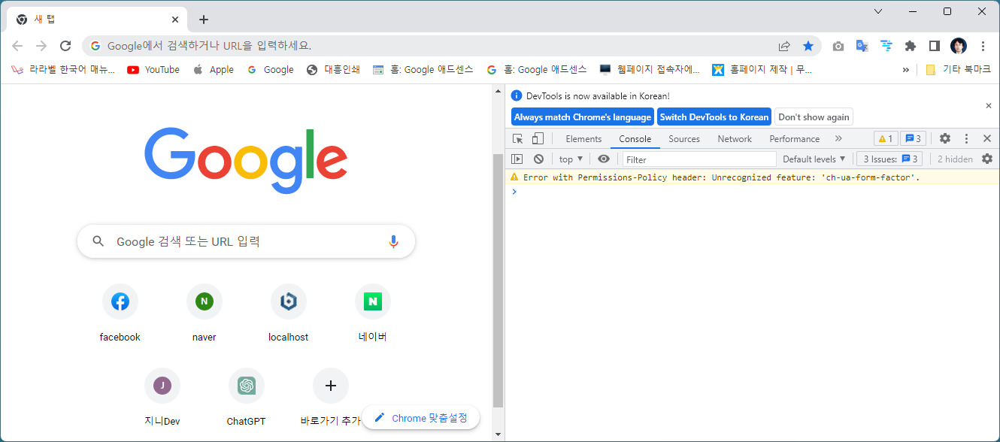 새 탭
Google에서 검색하거나 URL을 입력하세요.
라라벨 한국어 매뉴... YouTube Apple Google 대흥인쇄 홈: Google 애드센스 홈: Google 애드센스 웹페이지 접속자에... 홈페이지 제작 | 무... » 기타 북마크
Google
Google 검색 또는 URL 입력
facebook N naver localhost N 네이버
J 지니Dev ChatGPT 바로가기 추가
Chrome 맞춤설정
DevTools is now available in Korean!
Always match Chrome's language Switch DevTools to Korean Don't show again
Elements Console Sources Network Performance » 1 3
top Filter Default levels 3 Issues: 3 2 hidden
Error with Permissions-Policy header: Unrecognized feature: 'ch-ua-form-factor'.